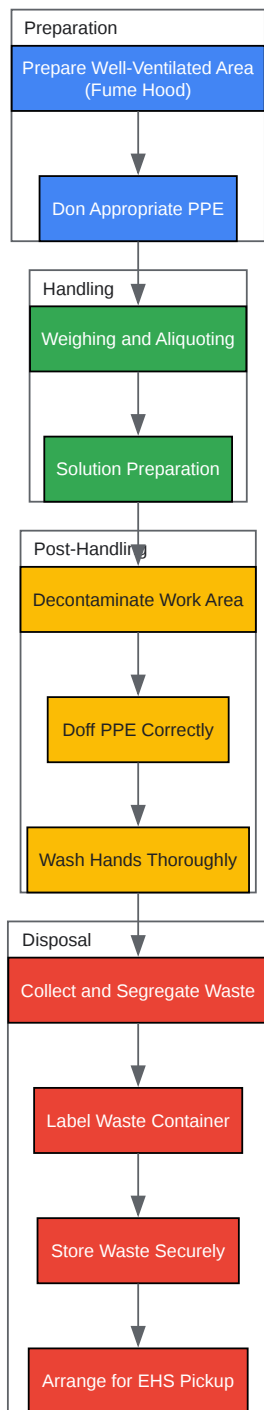 Preparation
Prepare Well-Ventilated Area
(Fume Hood)
Don Appropriate PPE
Handling
Weighing and Aliquoting
Solution Preparation
Post-Handling
Decontaminate Work Area
Doff PPE Correctly
Wash Hands Thoroughly
Disposal
Collect and Segregate Waste
Label Waste Container
Store Waste Securely
Arrange for EHS Pickup